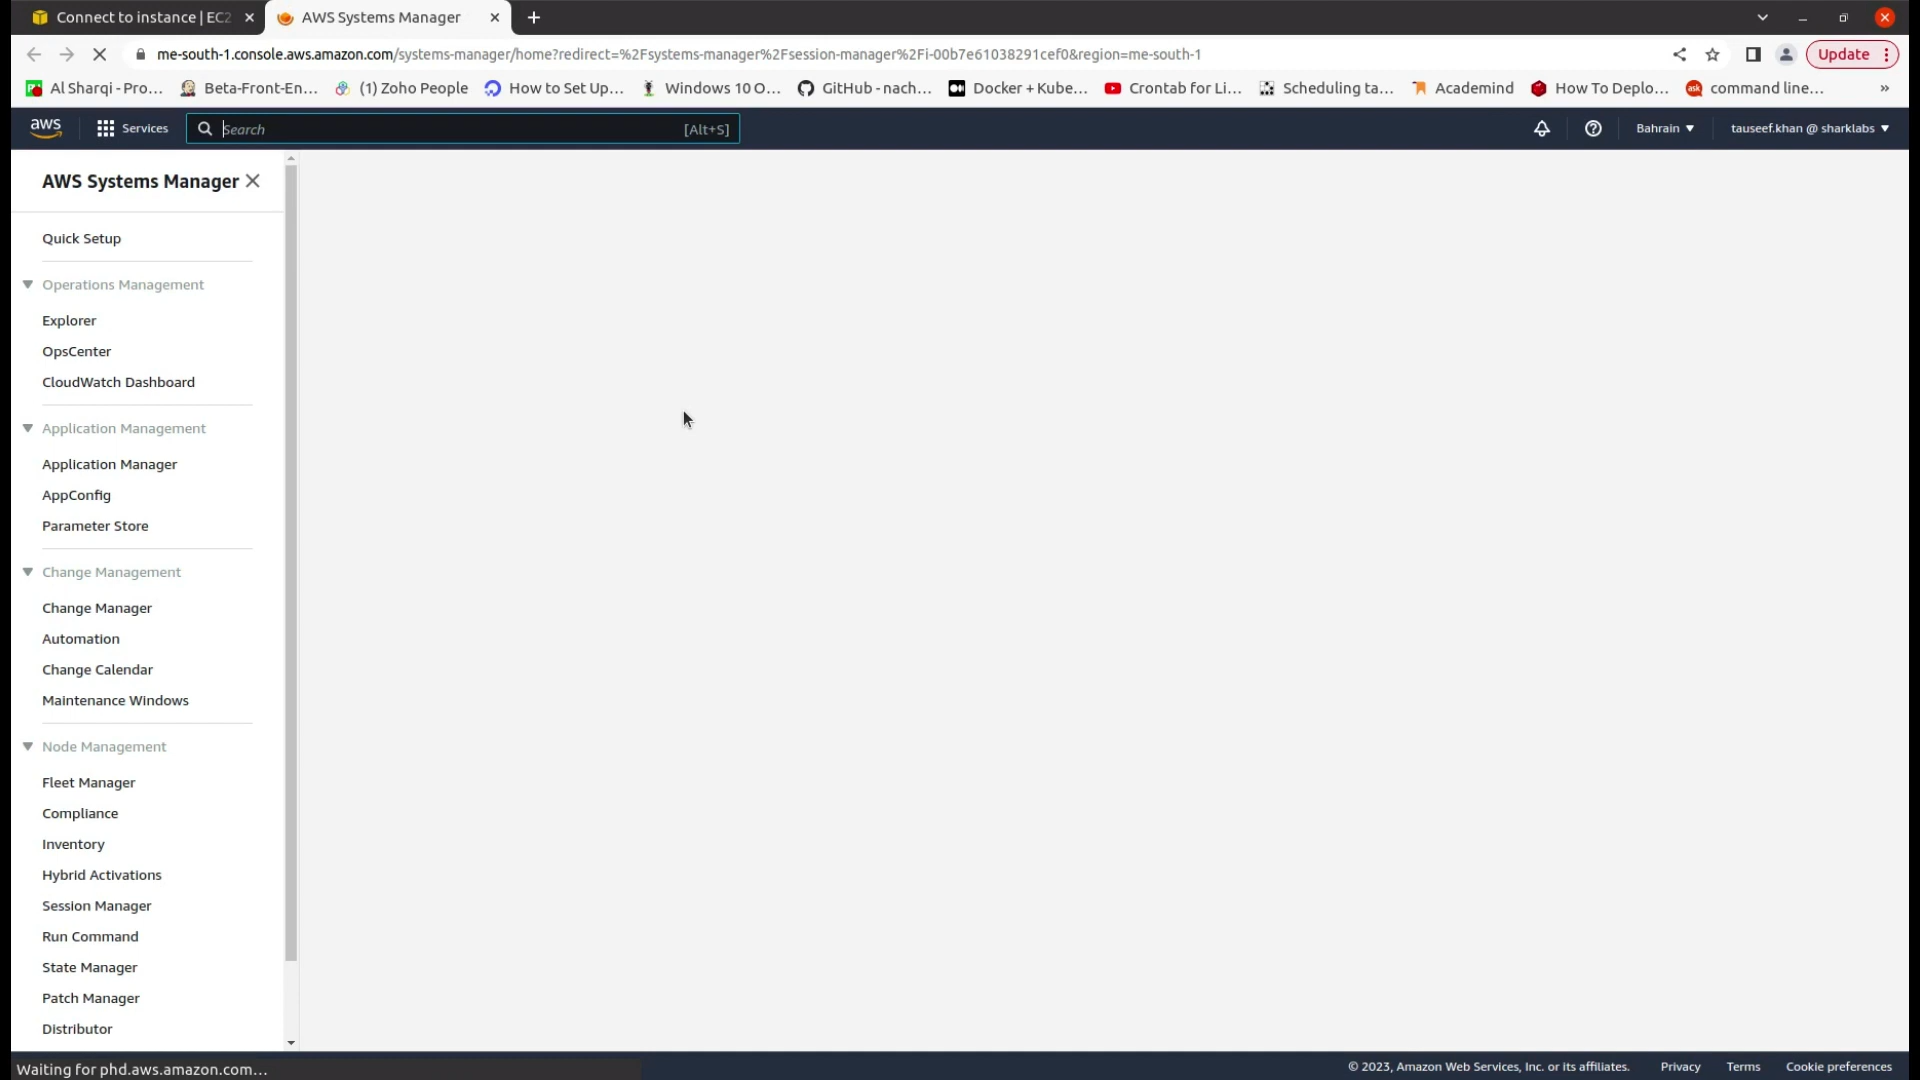 Connect to instance | EC2
AWS Systems Manager
me-south-1.console.aws.amazon.com/systems-manager/home?redirect=%2Fsystems-manager%2Fsession-manager%2Fi-00b7e61038291cef0&region=me-south-1
Update
Al Sharqi - Pro...
Beta-Front-En...
(1) Zoho People
How to Set Up...
Windows 10 O...
GitHub - nach...
Docker + Kube...
Crontab for Li...
Scheduling ta...
Academind
How To Deplo...
ask
command line...
»
aws
Services
Search
[Alt+S]
Bahrain
tauseef.khan @ sharklabs
AWS Systems Manager
Quick Setup
Operations Management
Explorer
OpsCenter
CloudWatch Dashboard
Application Management
Application Manager
AppConfig
Parameter Store
Change Management
Change Manager
Automation
Change Calendar
Maintenance Windows
Node Management
Fleet Manager
Compliance
Inventory
Hybrid Activations
Session Manager
Run Command
State Manager
Patch Manager
Distributor
Waiting for phd.aws.amazon.com...
© 2023, Amazon Web Services, Inc. or its affiliates.
Privacy
Terms
Cookie preferences